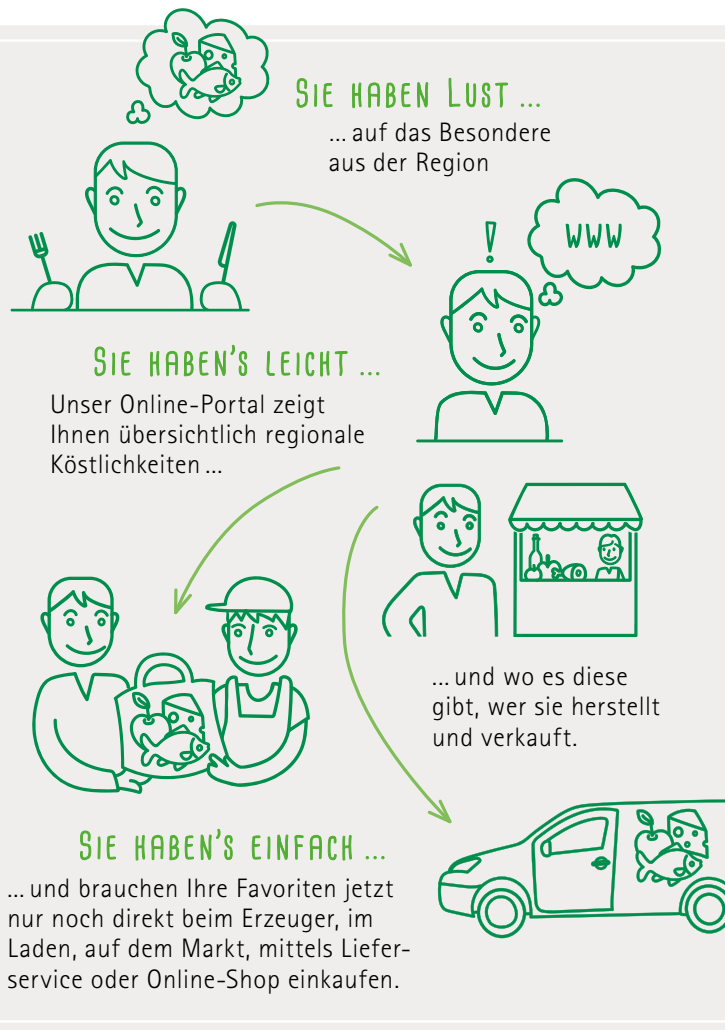 SIE HABEN LUST ...
... auf das Besondere
aus der Region
!
WWW
SIE HABEN'S LEICHT ...
Unser Online-Portal zeigt
Ihnen übersichtlich regionale
Köstlichkeiten ...
... und wo es diese
gibt, wer sie herstellt
und verkauft.
SIE HABEN'S EINFACH ...
... und brauchen Ihre Favoriten jetzt
nur noch direkt beim Erzeuger, im
Laden, auf dem Markt, mittels Liefer-
service oder Online-Shop einkaufen.